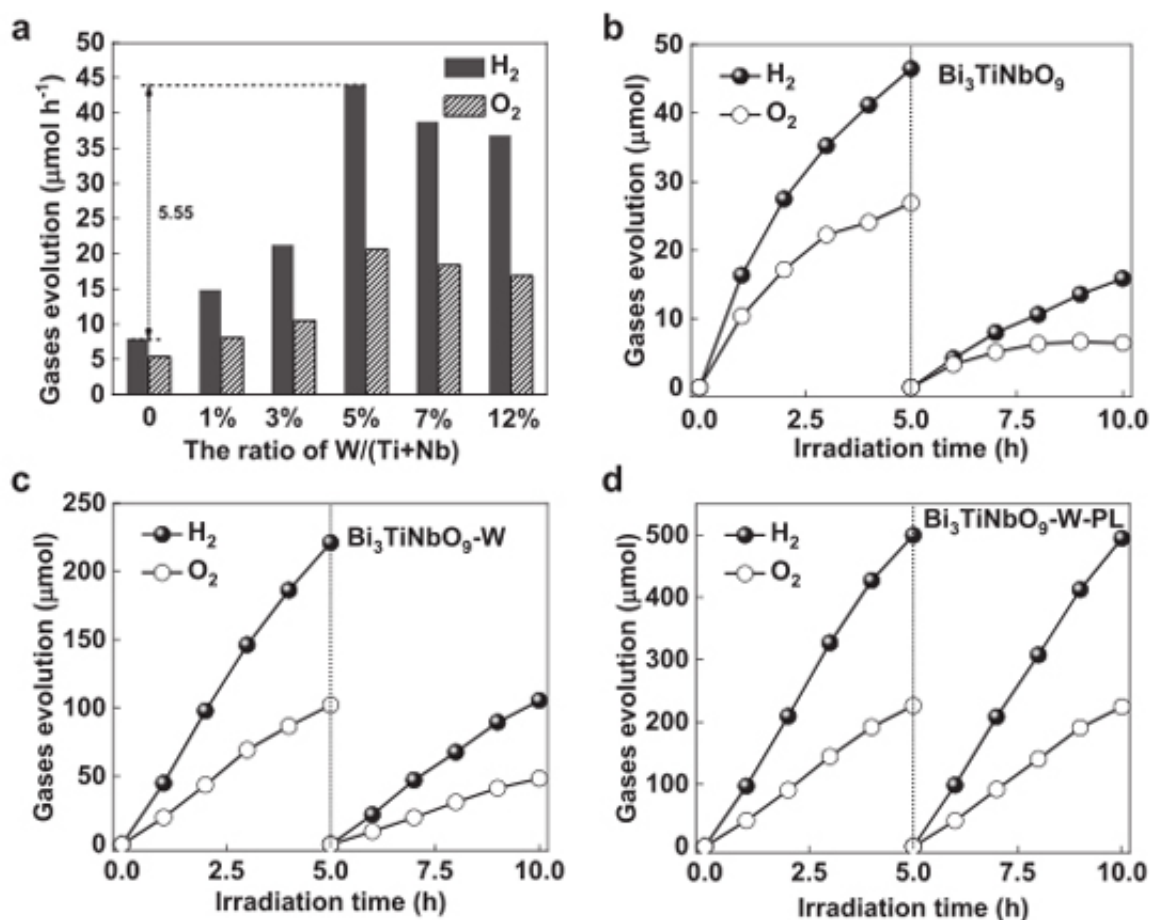 a
Gases evolution (μmol h⁻¹)
50
45
40
35
30
25
20
15
10
5
0
H₂
O₂
5.55
0 1% 3% 5% 7% 12%
The ratio of W/(Ti+Nb)
b
Gases evolution (μmol)
50
40
30
20
10
0
H₂
O₂
Bi₃TiNbO₉
0.0 2.5 5.0 7.5 10.0
Irradiation time (h)
c
Gases evolution (μmol)
250
200
150
100
50
0
H₂
O₂
Bi₃TiNbO₉-W
0.0 2.5 5.0 7.5 10.0
Irradiation time (h)
d
Gases evolution (μmol)
500
400
300
200
100
0
H₂
O₂
Bi₃TiNbO₉-W-PL
0.0 2.5 5.0 7.5 10.0
Irradiation time (h)